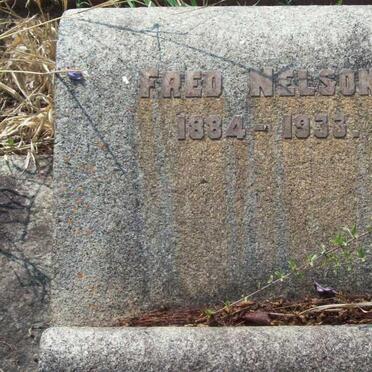 FRED NELSON
1884 - 1933.